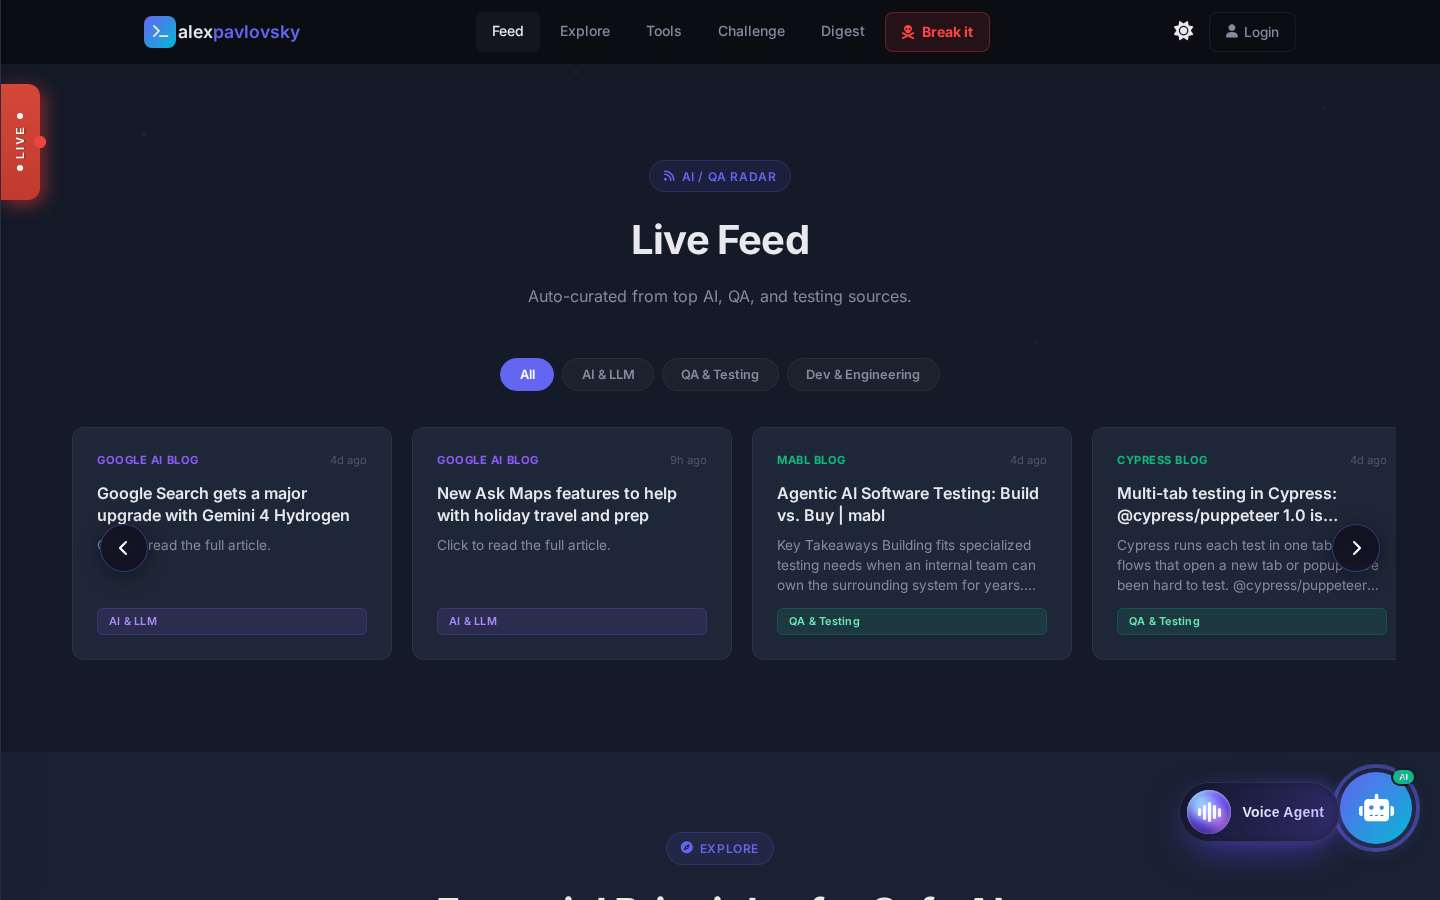 alexpavlovsky
Feed
Explore
Tools
Challenge
Digest
Break it
Login
LIVE
AI / QA RADAR
Live Feed
Auto-curated from top AI, QA, and testing sources.
All
AI & LLM
QA & Testing
Dev & Engineering
GOOGLE AI BLOG
4d ago
Google Search gets a major
upgrade with Gemini 4 Hydrogen
read the full article.
AI & LLM
GOOGLE AI BLOG
9h ago
New Ask Maps features to help
with holiday travel and prep
Click to read the full article.
AI & LLM
MABL BLOG
4d ago
Agentic AI Software Testing: Build
vs. Buy | mabl
Key Takeaways Building fits specialized
testing needs when an internal team can
own the surrounding system for years....
QA & Testing
CYPRESS BLOG
4d ago
Multi-tab testing in Cypress:
@cypress/puppeteer 1.0 is...
Cypress runs each test in one tab
flows that open a new tab or popup
been hard to test. @cypress/puppeteer...
QA & Testing
EXPLORE
AI
Voice Agent